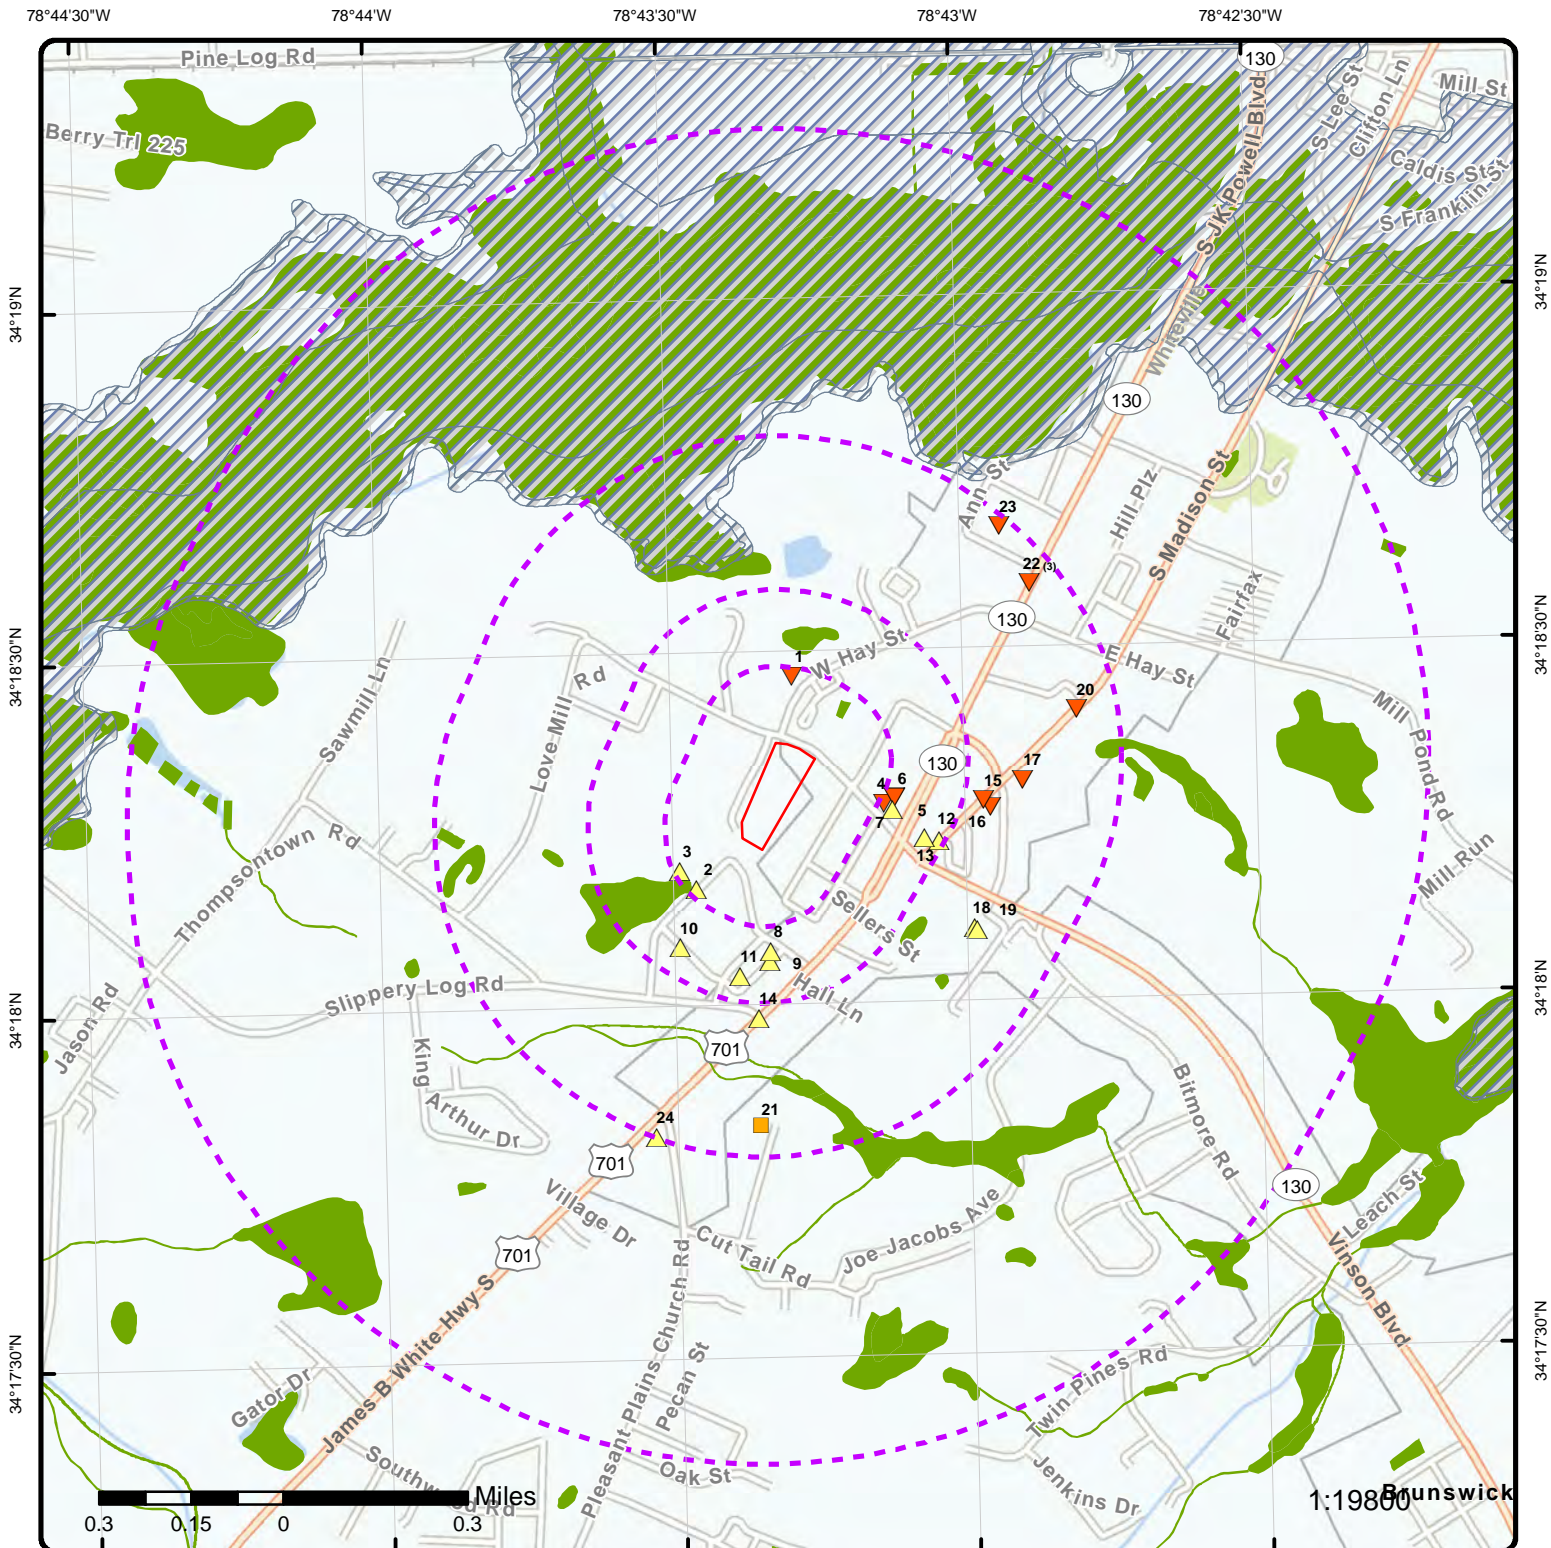 78°44'30"W 78°44'W 78°43'30"W 78°43'W 78°42'30"W
Pine Log Rd
130
Mill St
S Lee St
Clifton Ln
Berry Trl 225
S JK Powell Blvd
Caldis St
S Franklin St
34°19'N
34°19'N
Whiteville
130
Ann St
Hill Plz
S Madison St
23
22 (3)
130
Fairfax
34°18'30"N
34°18'30"N
1
W Hay St
E Hay St
Sawmill Ln
Love Mill Rd
20
Mill Pond Rd
130
17
4
6
15
7
5
12
16
13
Thompsontown Rd
3
2
Mill Run
Sellers St
18
19
10
8
11
9
Slippery Log Rd
Hall Ln
14
34°18'N
34°18'N
Jason Rd
701
King Arthur Dr
Bitmore Rd
21
24
701
130
Leach St
Village Dr
701
Cut Tail Rd
Joe Jacobs Ave
Vinson Blvd
James B White Hwy S
Pleasant Plains Church Rd
Pecan St
Twin Pines Rd
34°17'30"N
34°17'30"N
Gator Dr
Southwood Rd
Oak St
Jenkins Dr
Miles
0.3 0.15 0 0.3
1:19800
Brunswick